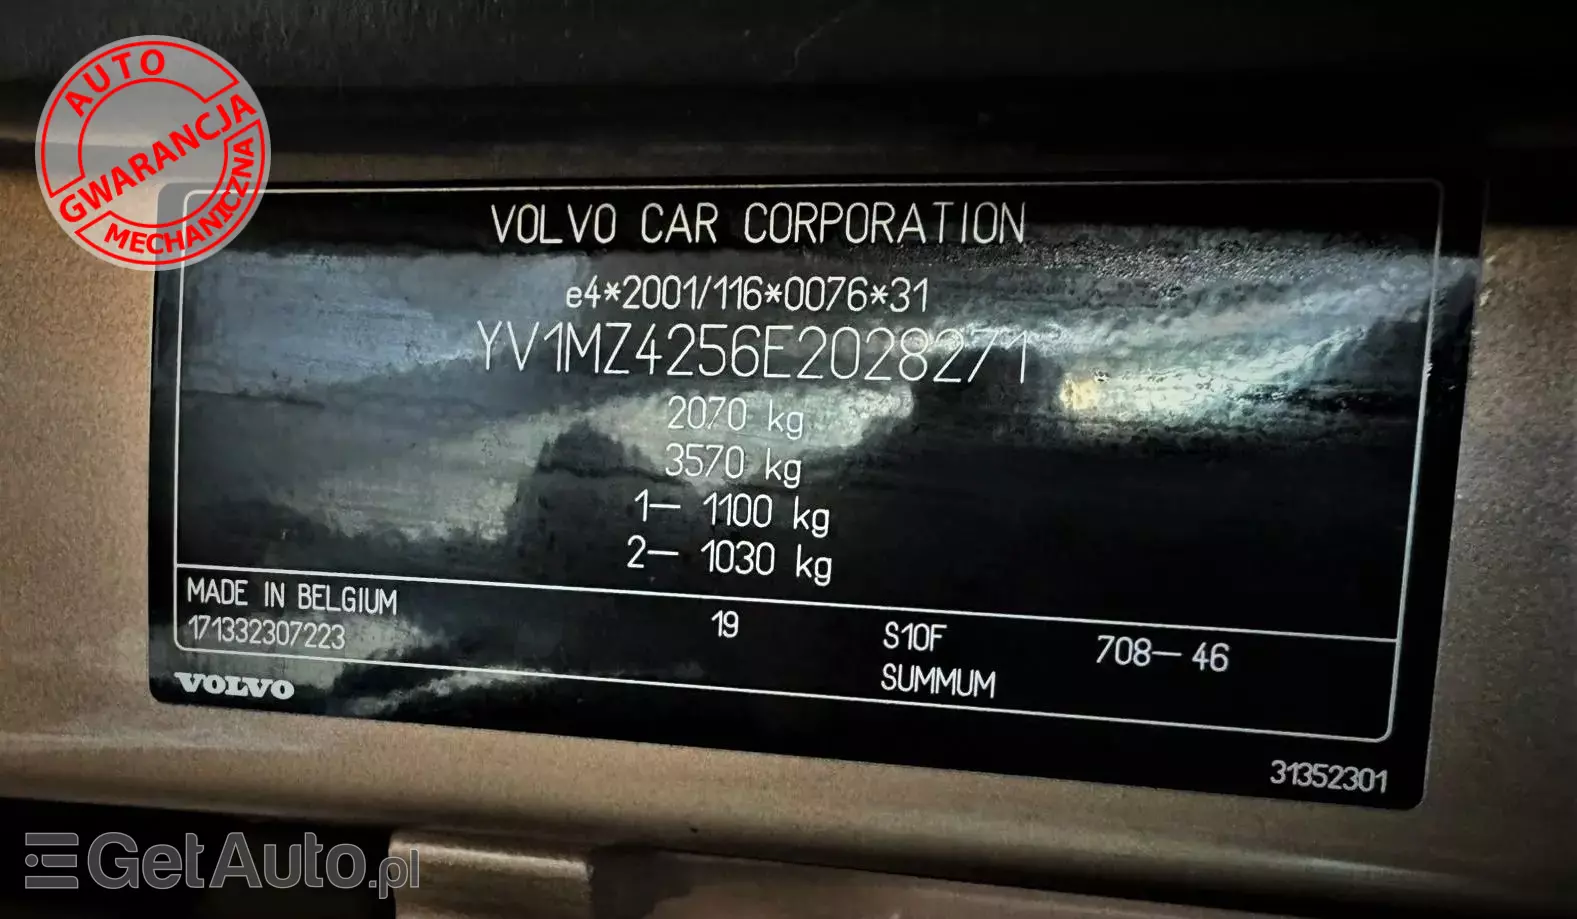 AUTO
GWARANCJA
MECHANICZNA
VOLVO CAR CORPORATION
e4*2001/116*0076*31
YV1MZ4256E2028271
2070 kg
3570 kg
1— 1100 kg
2— 1030 kg
MADE IN BELGIUM 19 S10F 708—46
171332307223 SUMMUM
VOLVO
31352301
GetAuto.pl